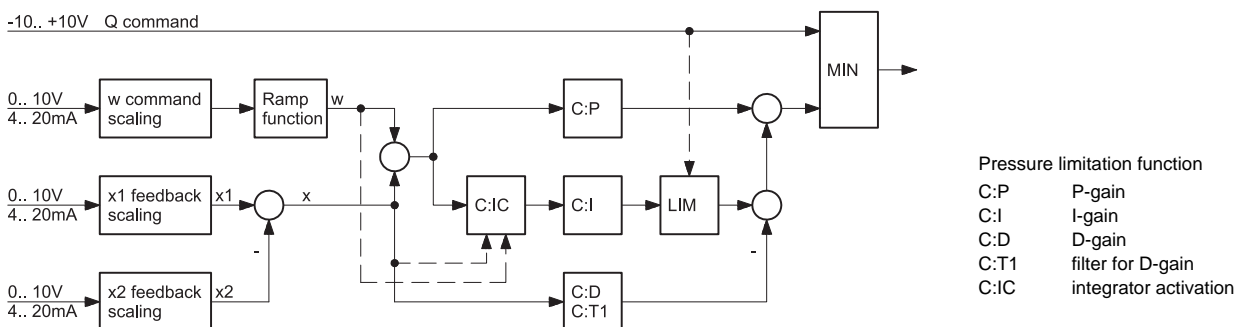 -10.. +10V Q command
MIN
0.. 10V
4.. 20mA
w command
scaling
Ramp
function
w
C:P
0.. 10V
4.. 20mA
x1 feedback
scaling
x1
x
-
C:IC
C:I
LIM
-
0.. 10V
4.. 20mA
x2 feedback
scaling
x2
C:D
C:T1
Pressure limitation function
C:P P-gain
C:I I-gain
C:D D-gain
C:T1 filter for D-gain
C:IC integrator activation